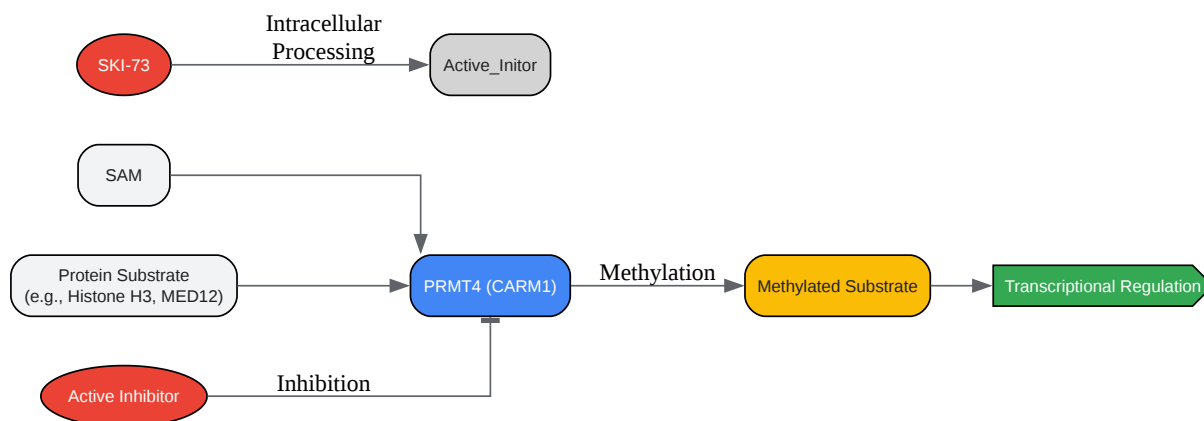 Intracellular
Processing
SKI-73
Active_Initor
SAM
Protein Substrate
(e.g., Histone H3, MED12)
PRMT4 (CARM1)
Methylation
Methylated Substrate
Transcriptional Regulation
Active Inhibitor
Inhibition